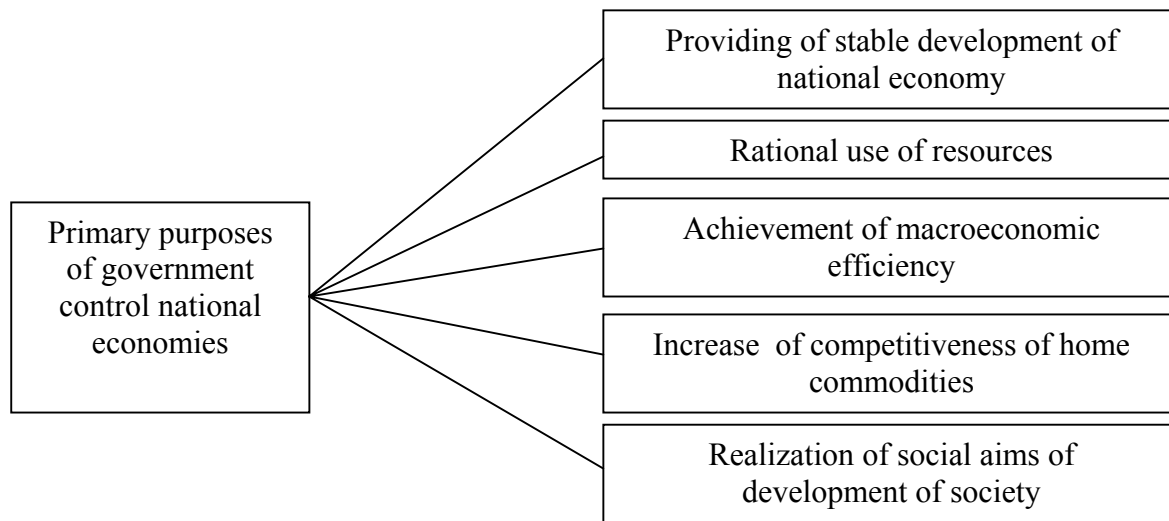 Primary purposes
of government
control national
economies
Providing of stable development of
national economy
Rational use of resources
Achievement of macroeconomic
efficiency
Increase  of competitiveness of home
commodities
Realization of social aims of
development of society